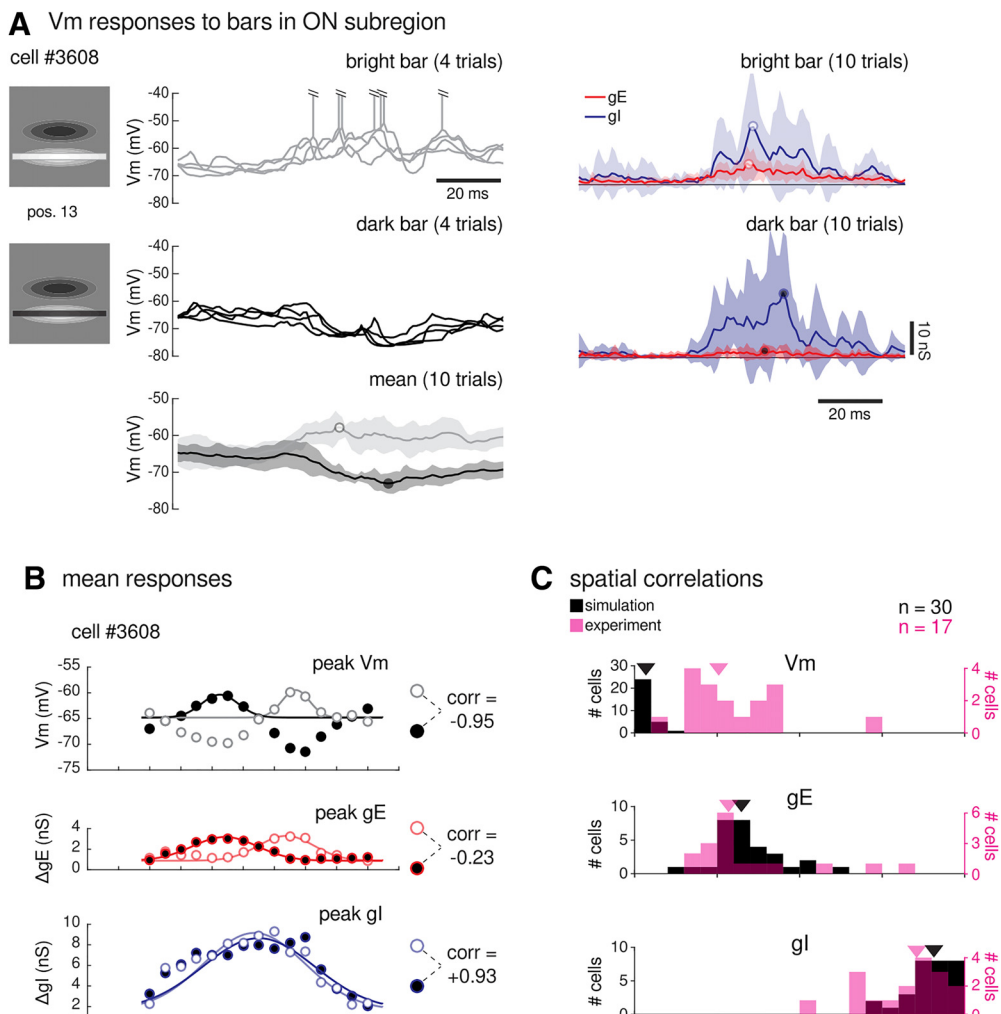 A Vm responses to bars in ON subregion
cell #3608
bright bar (4 trials)
-40
-50
-60
-70
-80
Vm (mV)
20 ms
pos. 13
dark bar (4 trials)
-40
-50
-60
-70
-80
Vm (mV)
mean (10 trials)
-50
-60
-70
-80
Vm (mV)
bright bar (10 trials)
gE
gI
dark bar (10 trials)
10 nS
20 ms
B mean responses
cell #3608
peak Vm
-55
-60
-65
-70
-75
Vm (mV)
corr =
-0.95
peak gE
4
2
0
ΔgE (nS)
corr =
-0.23
peak gI
10
8
6
4
2
ΔgI (nS)
corr =
+0.93
C spatial correlations
simulation
experiment
n = 30
n = 17
Vm
30
20
10
0
# cells
4
2
0
# cells
gE
10
5
0
# cells
6
3
0
# cells
gI
10
5
# cells
4
2
0
# cells